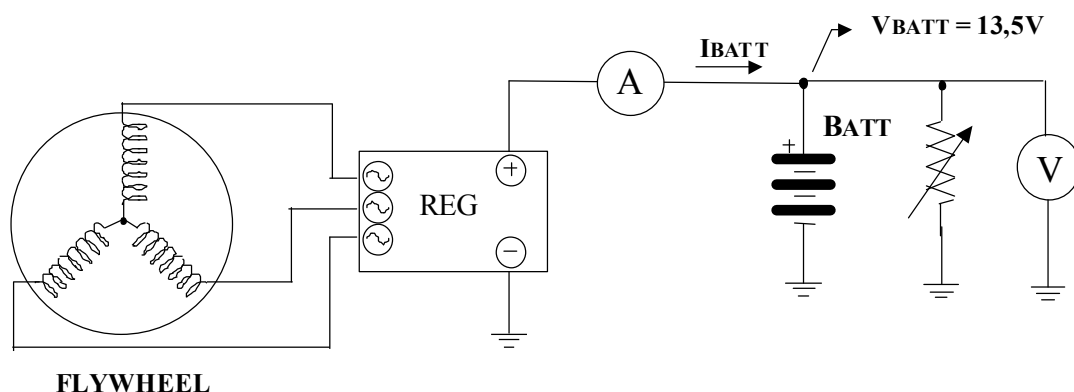 VBATT = 13,5V
IBATT
A
BATT
+
V
REG
+
−
FLYWHEEL